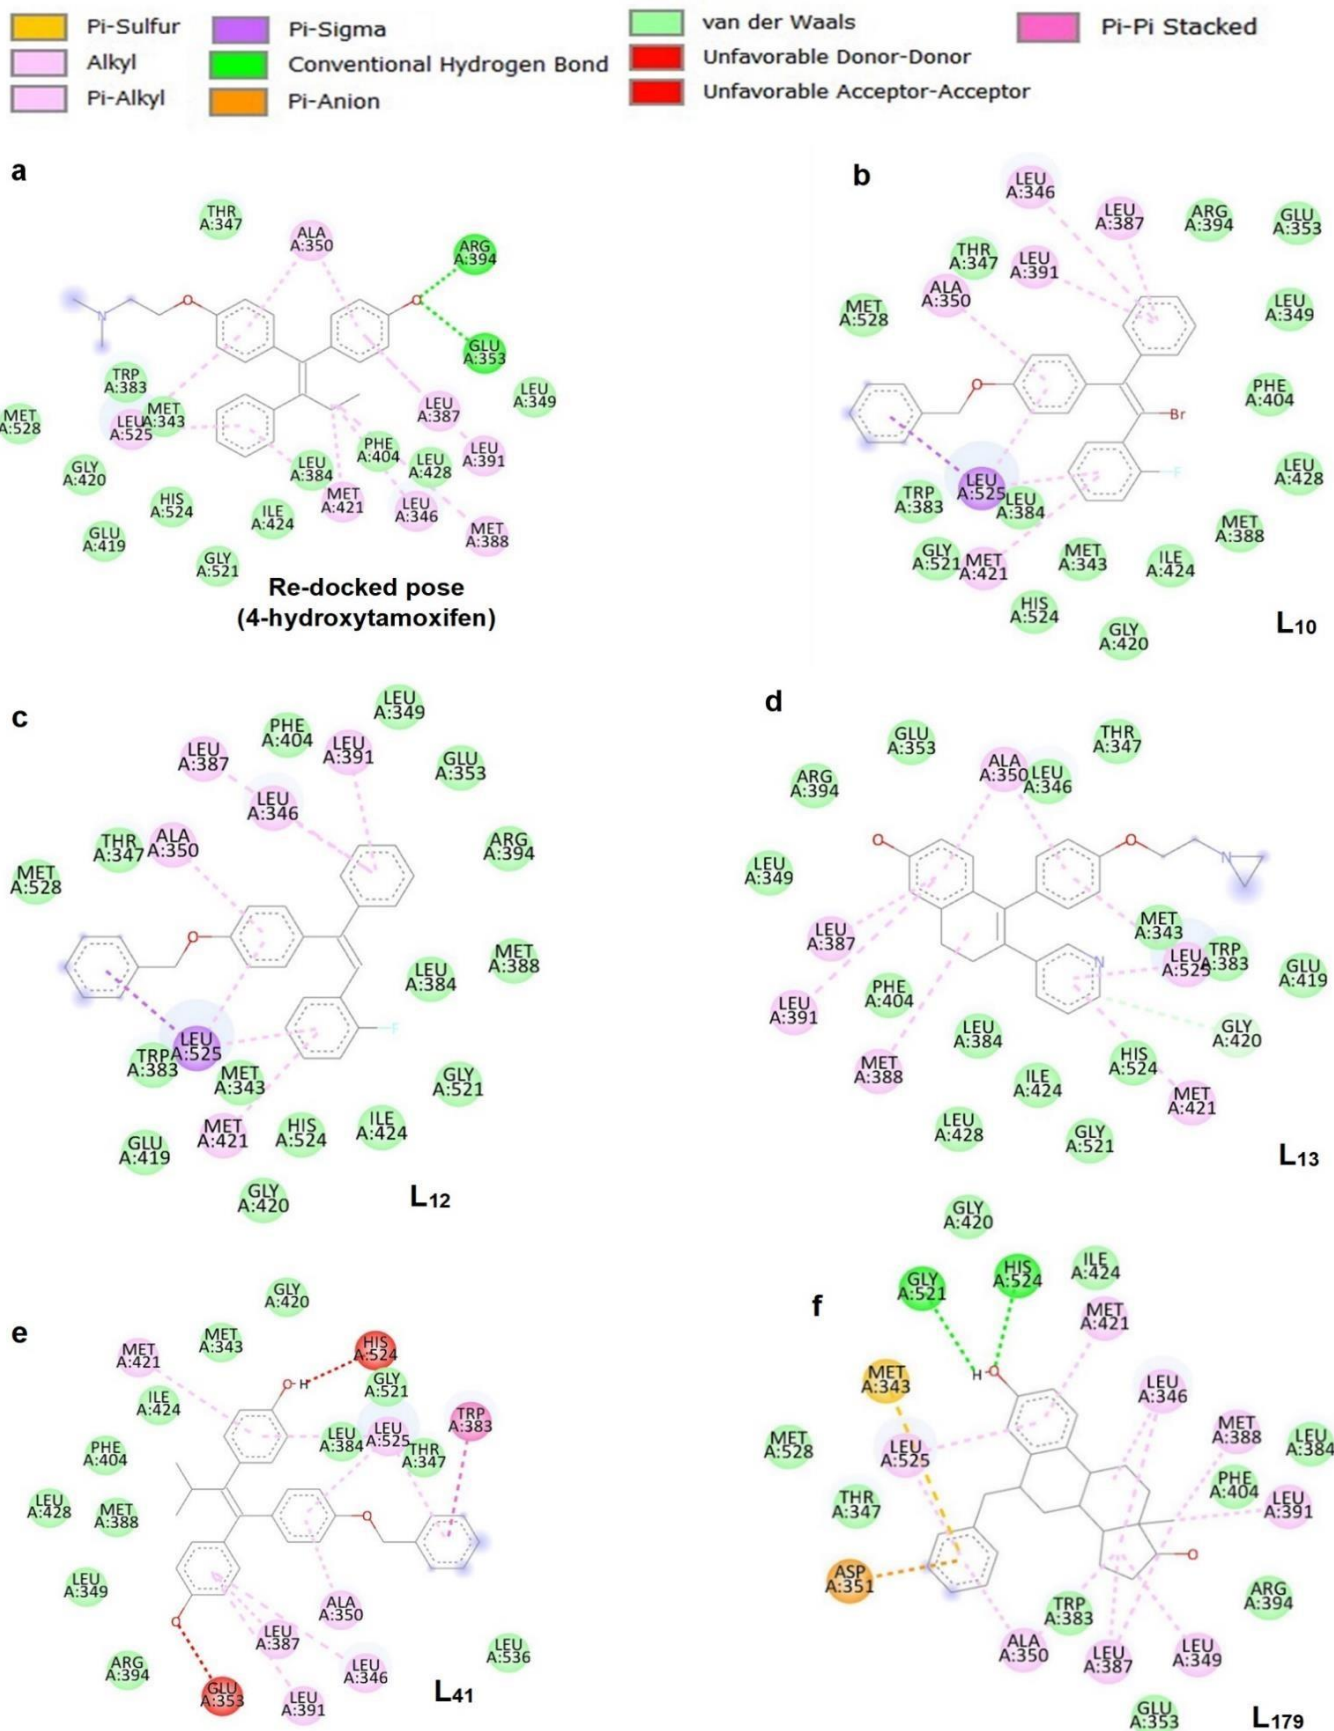 Pi-Sulfur
Alkyl
Pi-Alkyl
Pi-Sigma
Conventional Hydrogen Bond
Pi-Anion
van der Waals
Unfavorable Donor-Donor
Unfavorable Acceptor-Acceptor
Pi-Pi Stacked
a
THR
A:347
ALA
A:350
ARG
A:394
O
O
N
GLU
A:353
TRP
A:383
LEU
A:349
MET
A:343
LEU
A:387
MET
A:528
LEU
A:525
PHE
A:404
LEU
A:428
LEU
A:391
GLY
A:420
LEU
A:384
HIS
A:524
ILE
A:424
MET
A:421
LEU
A:346
MET
A:388
GLU
A:419
GLY
A:521
Re-docked pose
(4-hydroxytamoxifen)
b
LEU
A:346
LEU
A:387
ARG
A:394
GLU
A:353
THR
A:347
LEU
A:391
ALA
A:350
MET
A:528
LEU
A:349
O
PHE
A:404
Br
F
LEU
A:428
TRP
A:383
LEU
A:525
LEU
A:384
MET
A:388
GLY
A:521
MET
A:421
MET
A:343
ILE
A:424
HIS
A:524
GLY
A:420
L10
c
LEU
A:349
PHE
A:404
LEU
A:387
LEU
A:391
GLU
A:353
LEU
A:346
THR
A:347
ALA
A:350
ARG
A:394
MET
A:528
O
MET
A:388
LEU
A:384
F
LEU
A:525
TRP
A:383
MET
A:343
GLY
A:521
MET
A:421
HIS
A:524
ILE
A:424
GLU
A:419
GLY
A:420
L12
d
GLU
A:353
THR
A:347
ALA
A:350
LEU
A:346
ARG
A:394
O
O
N
LEU
A:349
LEU
A:387
MET
A:343
LEU
A:525
TRP
A:383
GLU
A:419
N
PHE
A:404
LEU
A:391
LEU
A:384
GLY
A:420
MET
A:388
HIS
A:524
ILE
A:424
MET
A:421
LEU
A:428
GLY
A:521
L13
e
GLY
A:420
MET
A:343
HIS
A:524
MET
A:421
O-H
GLY
A:521
ILE
A:424
TRP
A:383
LEU
A:384
LEU
A:525
THR
A:347
PHE
A:404
LEU
A:428
MET
A:388
O
LEU
A:349
ALA
A:350
O
LEU
A:387
LEU
A:536
ARG
A:394
LEU
A:346
GLU
A:353
LEU
A:391
L41
f
GLY
A:420
GLY
A:521
HIS
A:524
ILE
A:424
MET
A:421
MET
A:343
H-O
LEU
A:346
MET
A:528
LEU
A:525
MET
A:388
LEU
A:384
THR
A:347
PHE
A:404
LEU
A:391
O
ASP
A:351
ARG
A:394
TRP
A:383
ALA
A:350
LEU
A:387
LEU
A:349
GLU
A:353
L179